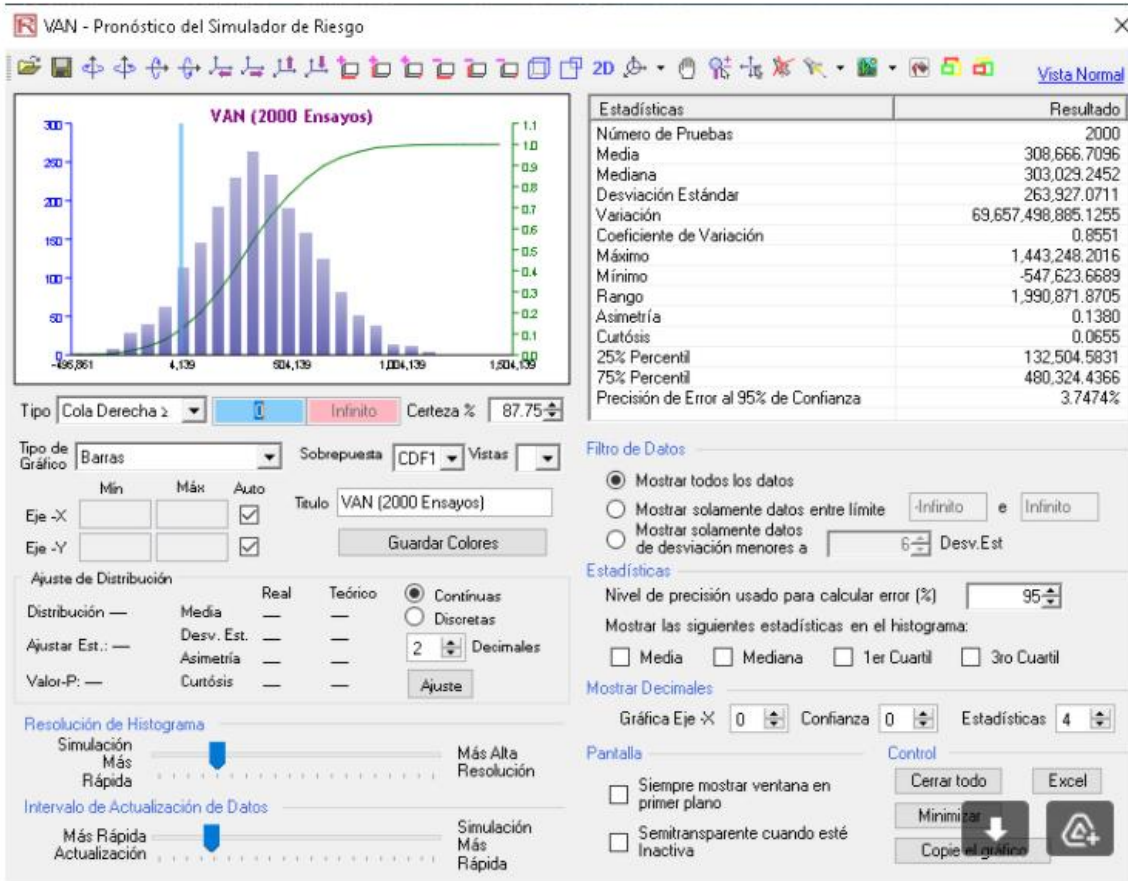 VAN - Pronóstico del Simulador de Riesgo
2D
Vista Normal
VAN (2000 Ensayos)
300
250
200
150
100
50
0
1.1
1.0
0.9
0.8
0.7
0.6
0.5
0.4
0.3
0.2
0.1
0.0
-495,861 4,139 504,139 1,004,139 1,504,139
Tipo Cola Derecha ≥ 0 Infinito Certeza % 87.75
Estadísticas Resultado
Número de Pruebas 2000
Media 308,666.7096
Mediana 303,029.2452
Desviación Estándar 263,927.0711
Variación 69,657,498,885.1255
Coeficiente de Variación 0.8551
Máximo 1,443,248.2016
Mínimo -547,623.6689
Rango 1,990,871.8705
Asimetría 0.1380
Curtósis 0.0655
25% Percentil 132,504.5831
75% Percentil 480,324.4366
Precisión de Error al 95% de Confianza 3.7474%
Tipo de Gráfico Barras Sobrepuesta CDF1 Vistas
Mín Máx Auto
Eje -X
Eje -Y
Titulo VAN (2000 Ensayos)
Guardar Colores
Ajuste de Distribución
Real Teórico
Distribución — Media — —
Ajustar Est.: — Desv. Est. — —
Asimetría — —
Valor-P: — Curtósis — —
Contínuas
Discretas
2 Decimales
Ajuste
Resolución de Histograma
Simulación Más Rápida
Más Alta Resolución
Intervalo de Actualización de Datos
Más Rápida Actualización
Simulación Más Rápida
Filtro de Datos
Mostrar todos los datos
Mostrar solamente datos entre límite -Infinito e Infinito
Mostrar solamente datos
de desviación menores a 6 Desv.Est
Estadísticas
Nivel de precisión usado para calcular error (%) 95
Mostrar las siguientes estadísticas en el histograma:
Media Mediana 1er Cuartil 3ro Cuartil
Mostrar Decimales
Gráfica Eje -X 0 Confianza 0 Estadísticas 4
Pantalla
Siempre mostrar ventana en
primer plano
Semitransparente cuando esté
Inactiva
Control
Cerrar todo Excel
Minimizar
Copie el gráfico